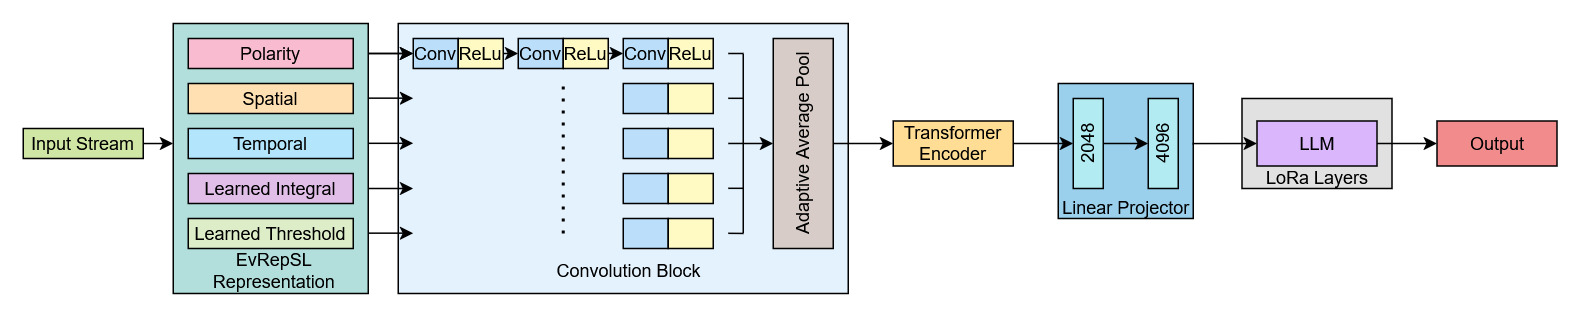 Input Stream
Polarity
Spatial
Temporal
Learned Integral
Learned Threshold
EvRepSL
Representation
Conv ReLu Conv ReLu Conv ReLu
Adaptive Average Pool
Convolution Block
Transformer
Encoder
2048
4096
Linear Projector
LLM
LoRa Layers
Output